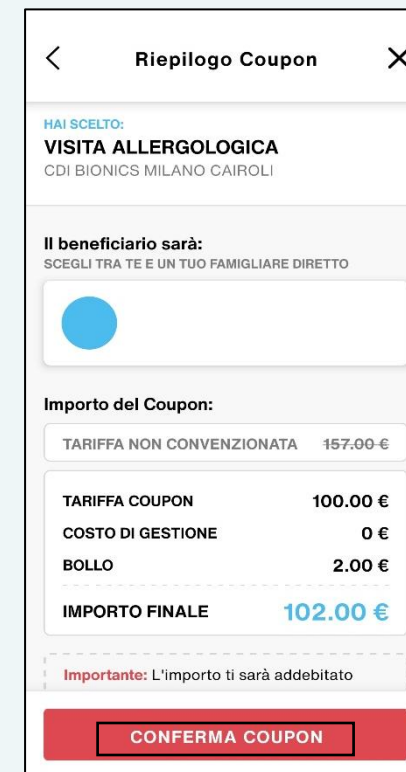 Riepilogo Coupon
HAI SCELTO:
VISITA ALLERGOLOGICA
CDI BIONICS MILANO CAIROLI
Il beneficiario sarà:
SCEGLI TRA TE E UN TUO FAMIGLIARE DIRETTO
Importo del Coupon:
TARIFFA NON CONVENZIONATA 157.00 €
TARIFFA COUPON 100.00 €
COSTO DI GESTIONE 0 €
BOLLO 2.00 €
IMPORTO FINALE 102.00 €
Importante: L'importo ti sarà addebitato
CONFERMA COUPON